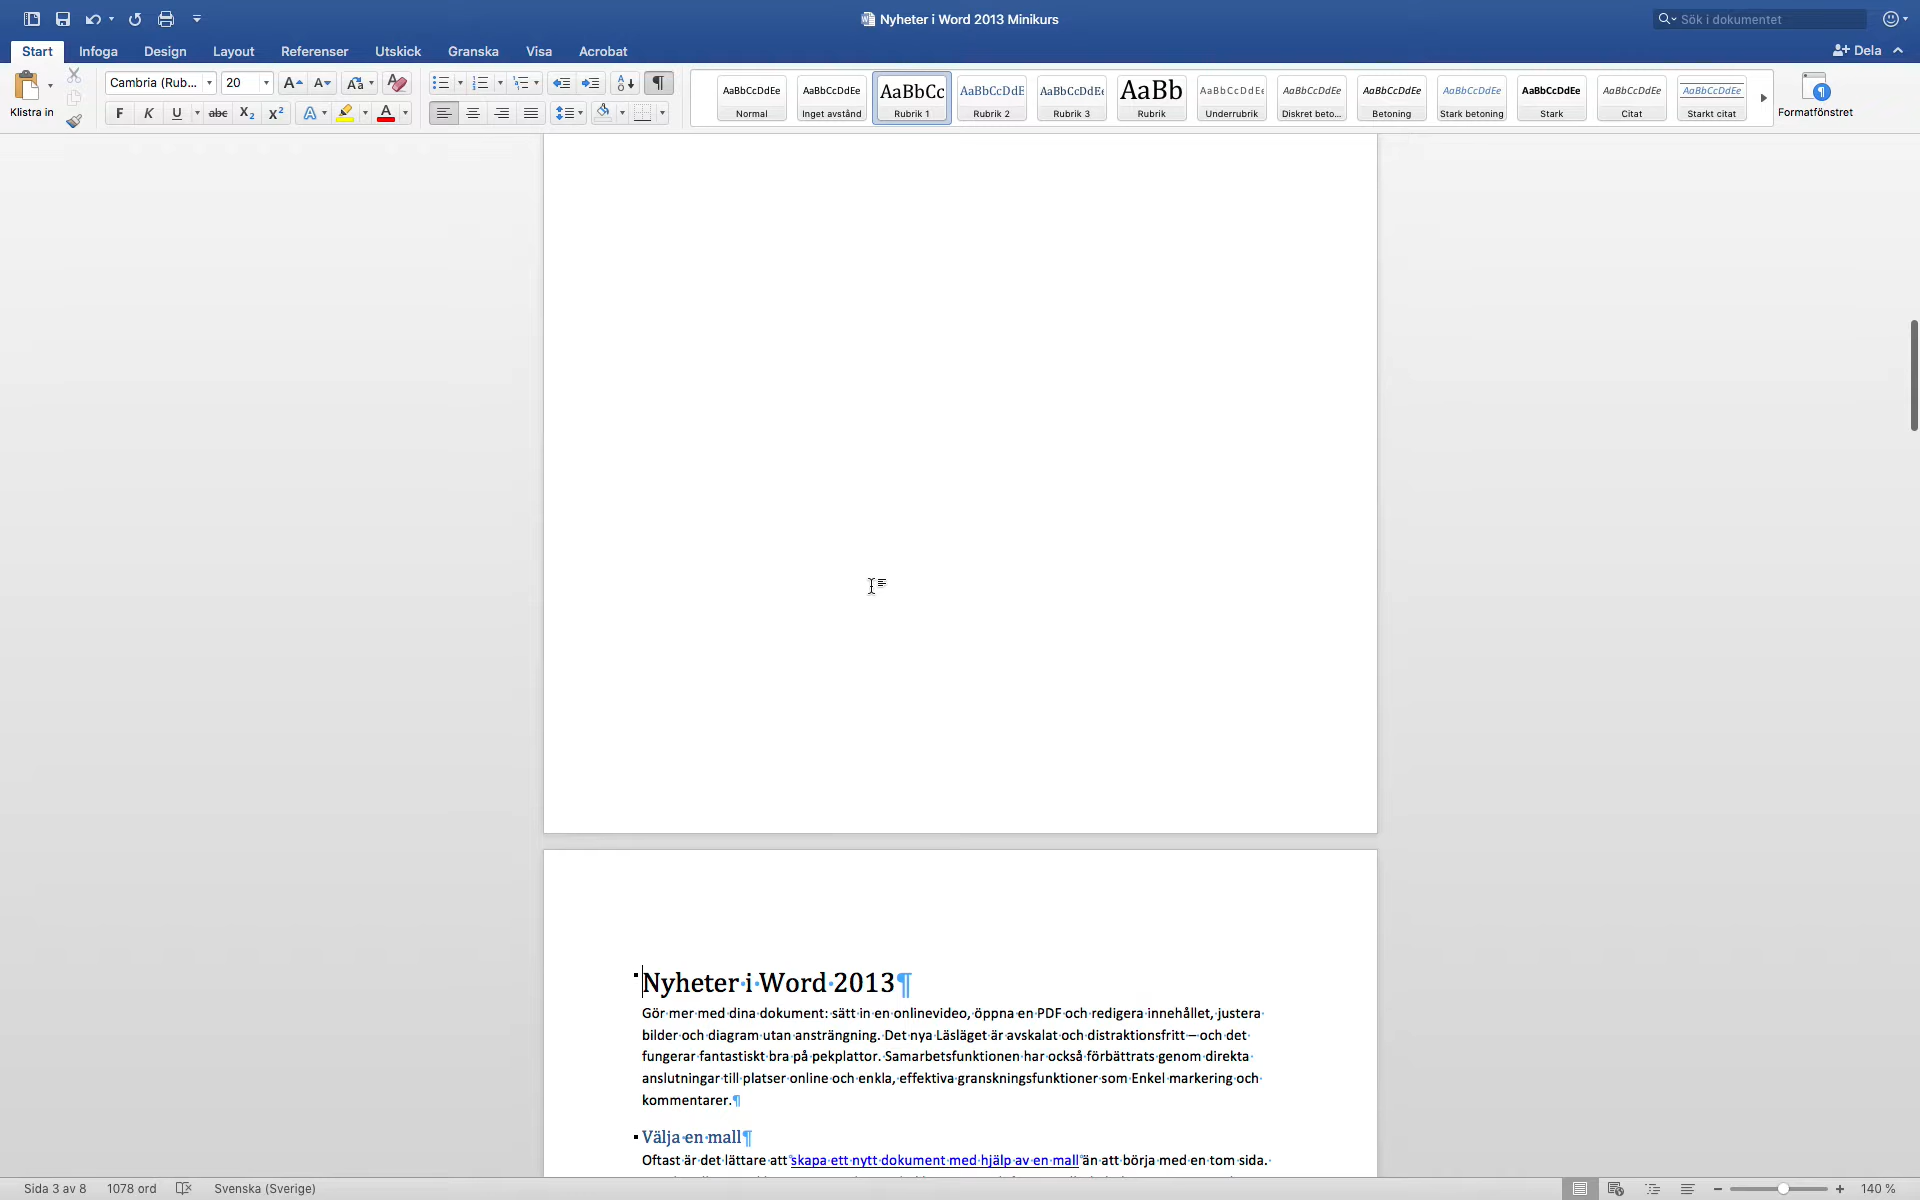 Nyheter i Word 2013 Minikurs
Sök i dokumentet
Start Infoga Design Layout Referenser Utskick Granska Visa Acrobat
Dela
Klistra in
Cambria (Rub... 20
F K U abc X₂ X²
AaBbCcDdEe AaBbCcDdEe AaBbCc AaBbCcDdE AaBbCcDdEe AaBb AaBbCcDdEe AaBbCcDdEe AaBbCcDdEe AaBbCcDdEe AaBbCcDdEe AaBbCcDdEe AaBbCcDdEe
Normal Inget avstånd Rubrik 1 Rubrik 2 Rubrik 3 Rubrik Underrubrik Diskret beto... Betoning Stark betoning Stark Citat Starkt citat
Formatfönstret
Nyheter i Word 2013¶
Gör mer med dina dokument: sätt in en onlinevideo, öppna en PDF och redigera innehållet, justera
bilder och diagram utan ansträngning. Det nya Läsläget är avskalat och distraktionsfritt — och det
fungerar fantastiskt bra på pekplattor. Samarbetsfunktionen har också förbättrats genom direkta
anslutningar till platser online och enkla, effektiva granskningsfunktioner som Enkel markering och
kommentarer.¶
Välja en mall¶
Oftast är det lättare att skapa ett nytt dokument med hjälp av en mall än att börja med en tom sida.
Sida 3 av 8 1078 ord Svenska (Sverige) 140 %